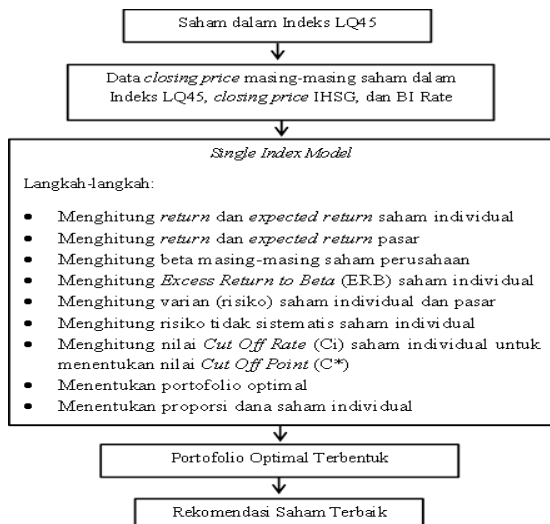 Saham dalam Indeks LQ45
Data closing price masing-masing saham dalam
Indeks LQ45, closing price IHSG, dan BI Rate
Single Index Model
Langkah-langkah:
• Menghitung return dan expected return saham individual
• Menghitung return dan expected return pasar
• Menghitung beta masing-masing saham perusahaan
• Menghitung Excess Return to Beta (ERB) saham individual
• Menghitung varian (risiko) saham individual dan pasar
• Menghitung risiko tidak sistematis saham individual
• Menghitung nilai Cut Off Rate (Ci) saham individual untuk
menentukan nilai Cut Off Point (C*)
• Menentukan portofolio optimal
• Menentukan proporsi dana saham individual
Portofolio Optimal Terbentuk
Rekomendasi Saham Terbaik